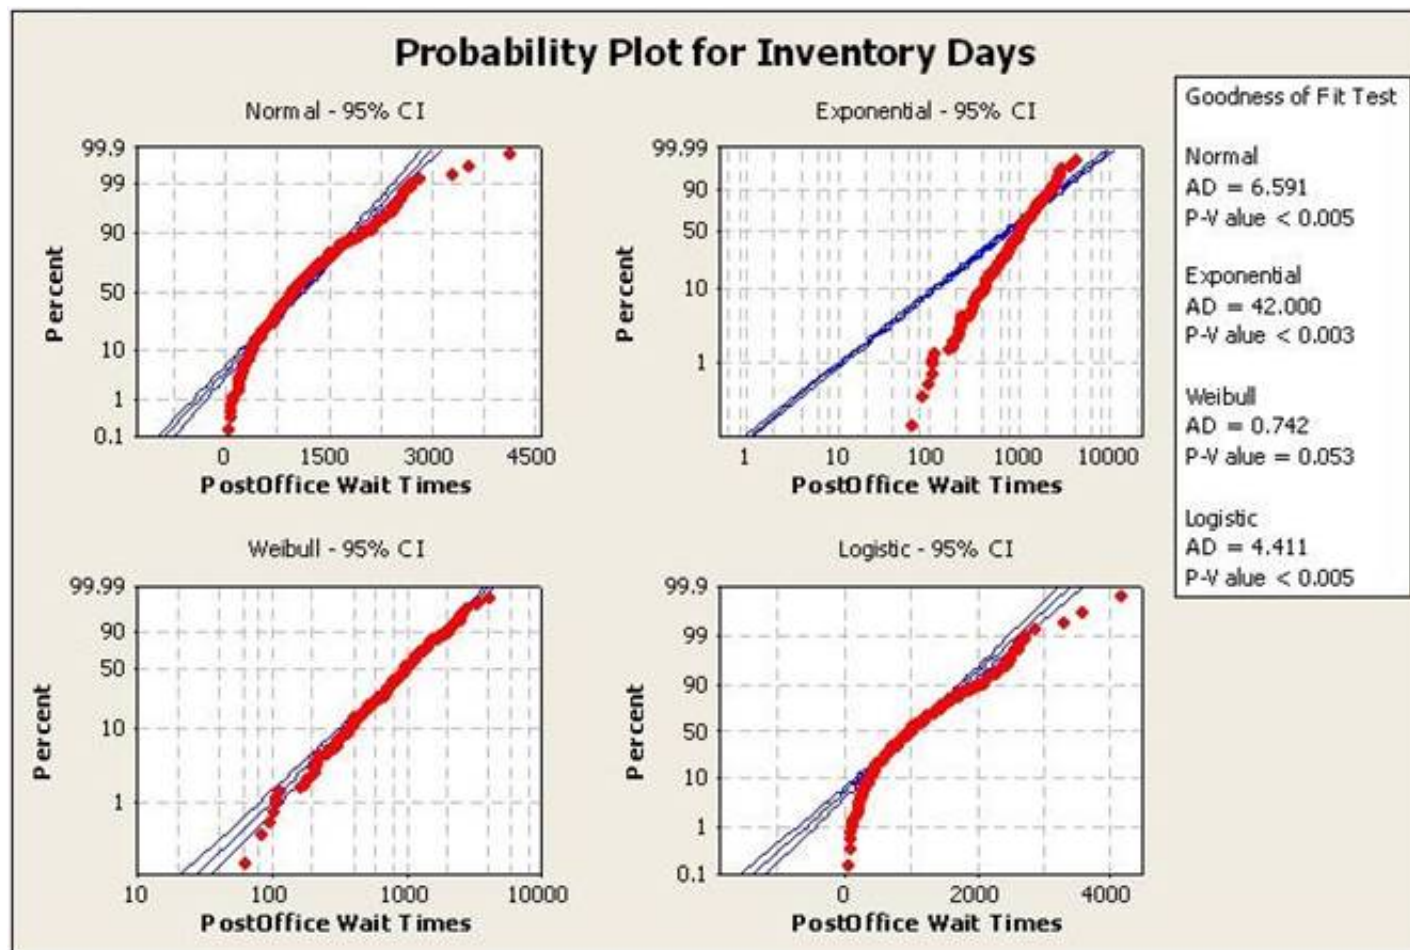 Probability Plot for Inventory Days
Normal - 95% CI
99.9
99
90
50
10
1
0.1
Percent
0 1500 3000 4500
PostOffice Wait Times
Exponential - 95% CI
99.99
90
50
10
1
Percent
1 10 100 1000 10000
PostOffice Wait Times
Weibull - 95% CI
99.99
90
50
10
1
Percent
10 100 1000 10000
PostOffice Wait Times
Logistic - 95% CI
99.9
99
90
50
10
1
0.1
Percent
0 2000 4000
PostOffice Wait Times
Goodness of Fit Test
Normal
AD = 6.591
P-Value < 0.005
Exponential
AD = 42.000
P-Value < 0.003
Weibull
AD = 0.742
P-Value = 0.053
Logistic
AD = 4.411
P-Value < 0.005